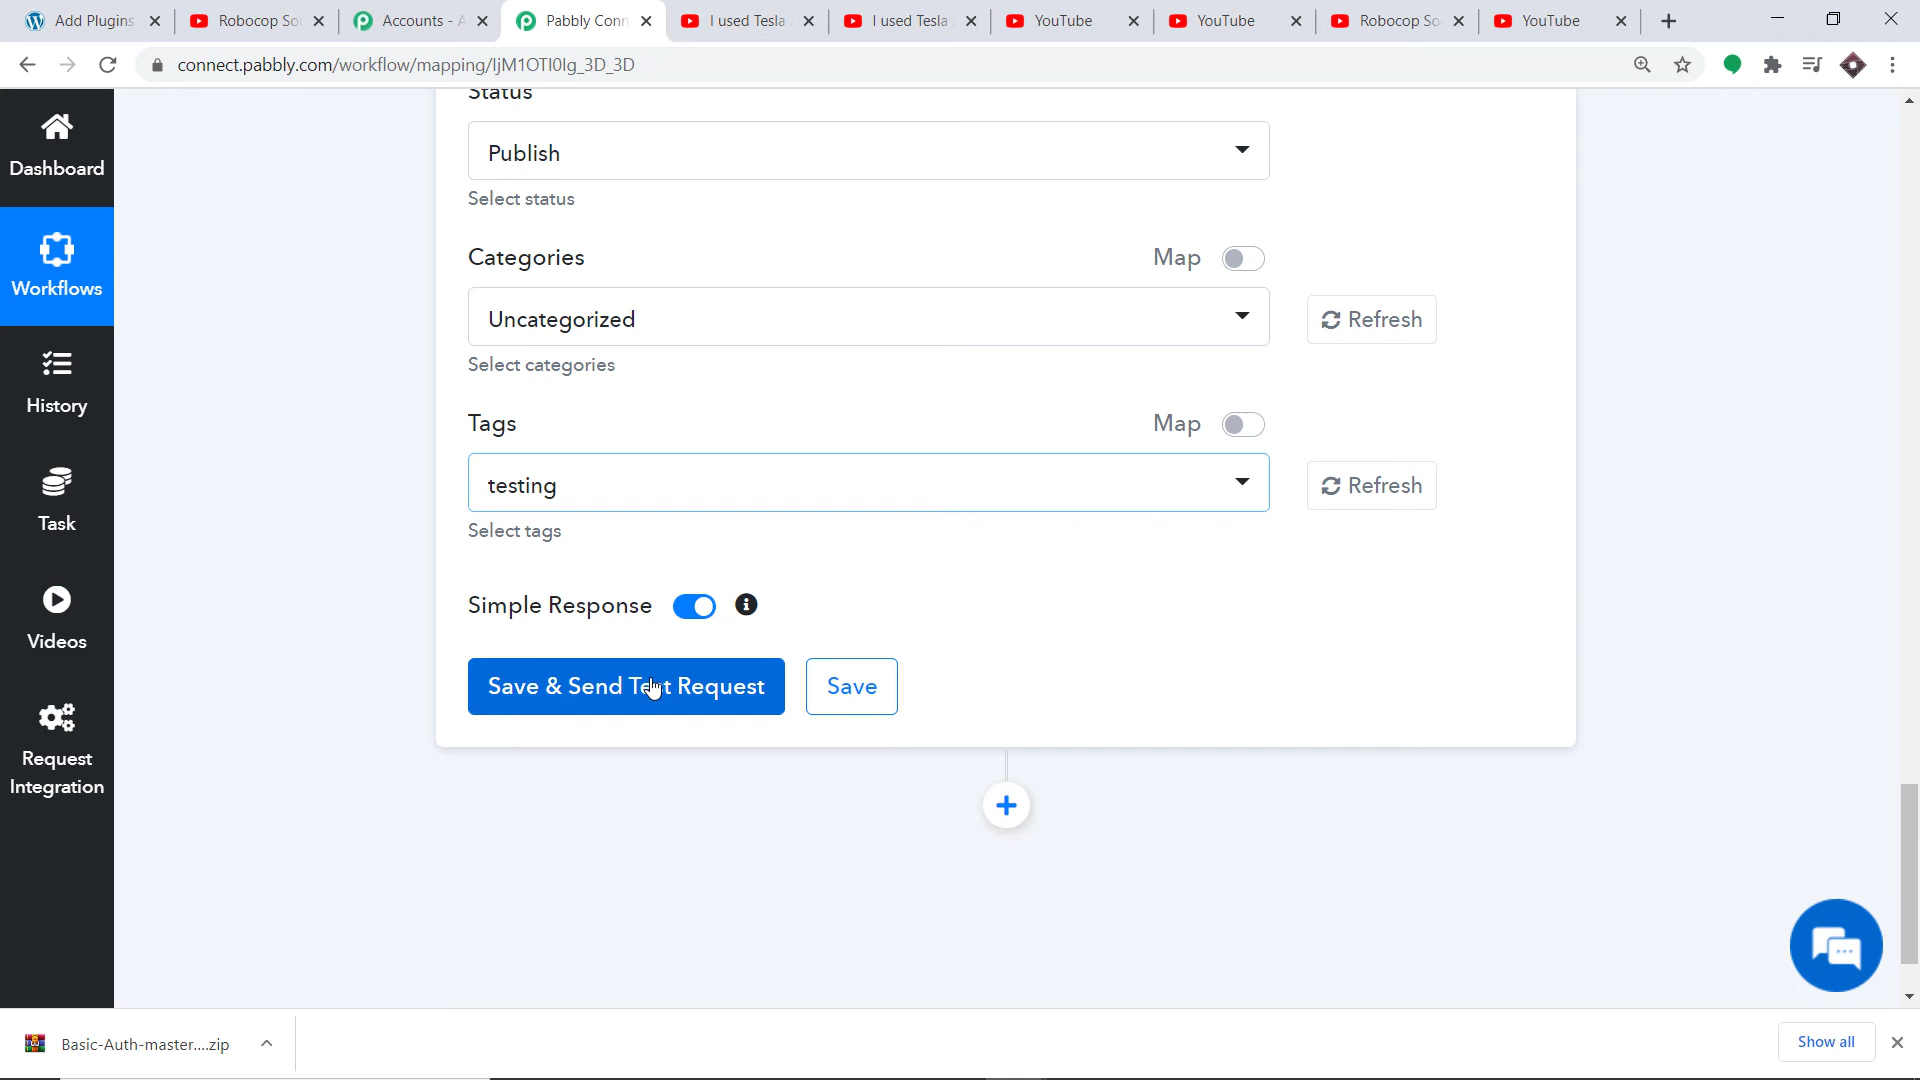 Add Plugins
Robocop So
Accounts - A
Pabbly Conn
I used Tesla
I used Tesla
YouTube
YouTube
Robocop So
YouTube
connect.pabbly.com/workflow/mapping/IjM1OTI0Ig_3D_3D
Dashboard
Workflows
History
Task
Videos
Request
Integration
Status
Publish
Select status
Categories
Map
Uncategorized
Refresh
Select categories
Tags
Map
testing
Refresh
Select tags
Simple Response
Save & Send Test Request
Save
Basic-Auth-master....zip
Show all